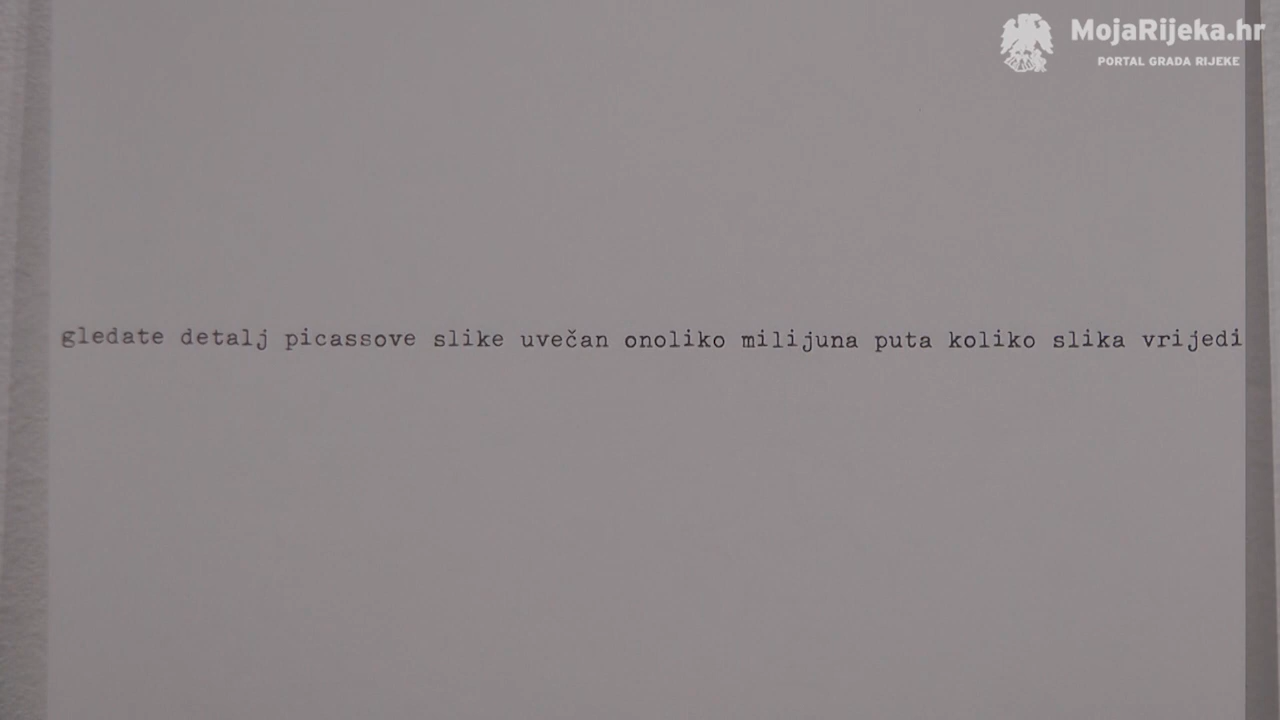 MojaRijeka.hr
PORTAL GRADA RIJEKE
gledate detalj picassove slike uvečan onoliko milijuna puta koliko slika vrijedi